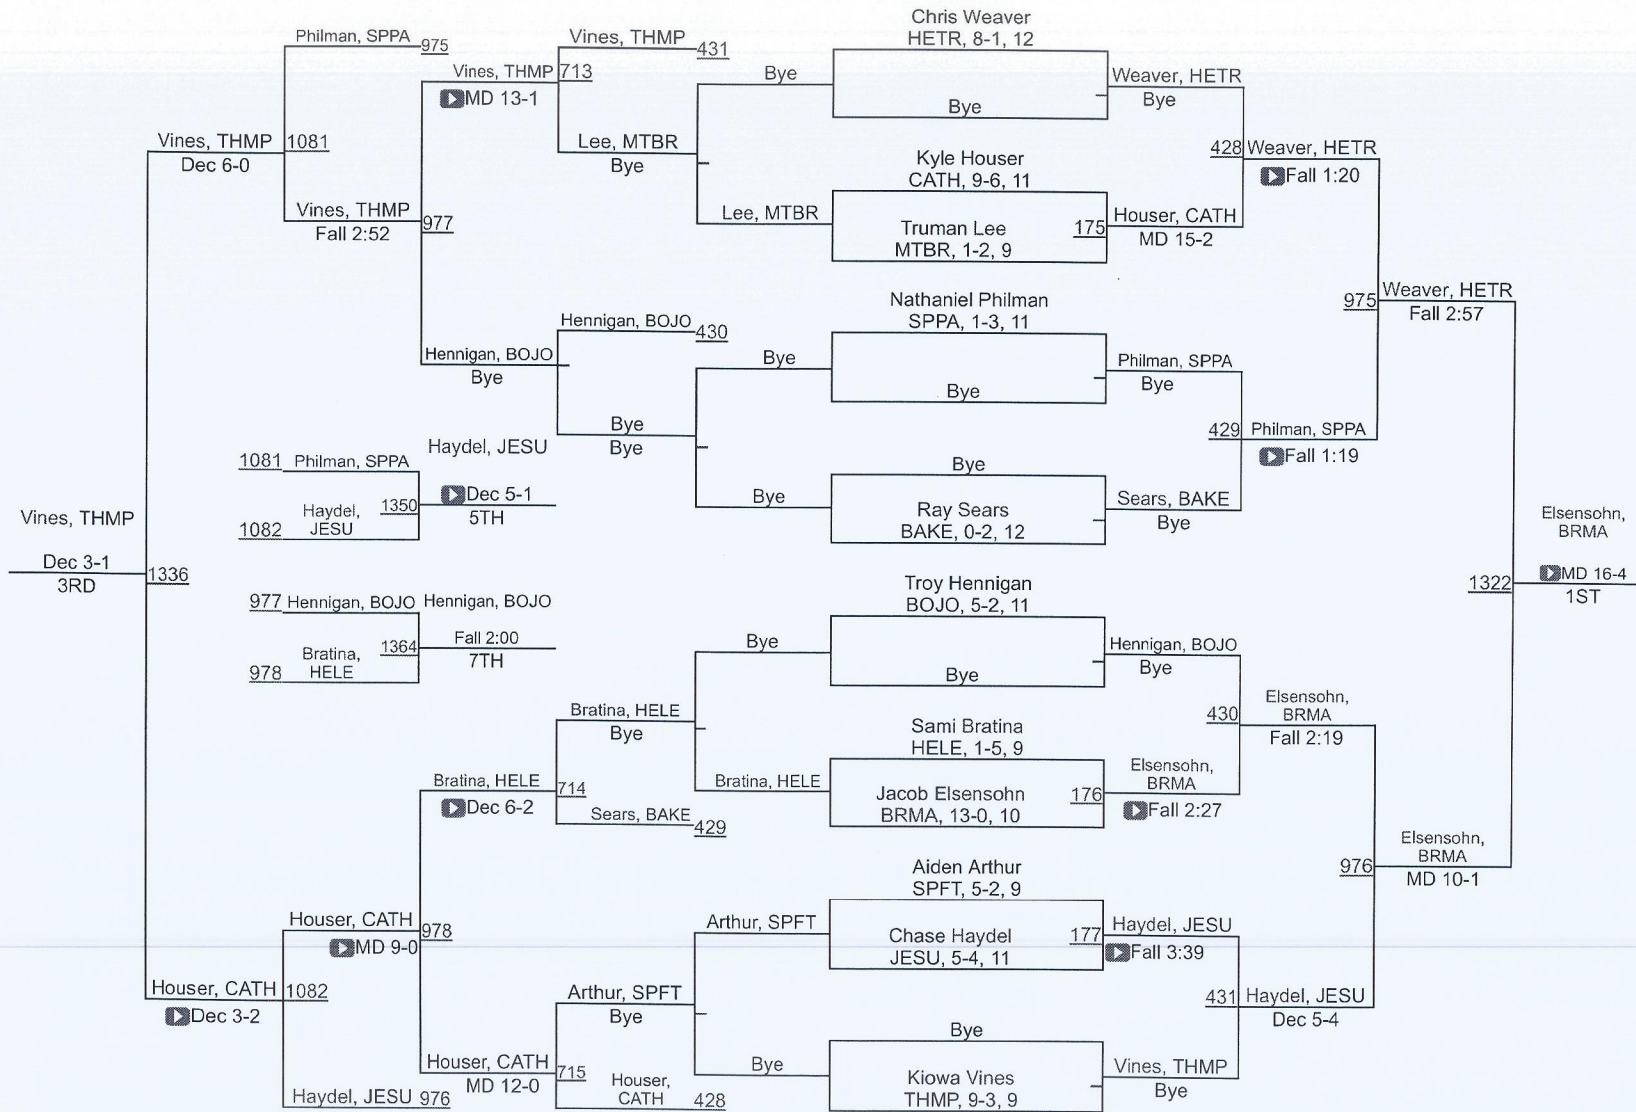 Chris Weaver
HETR, 8-1, 12
Philman, SPPA 975
Vines, THMP 431
Vines, THMP 713
MD 13-1
Bye
Weaver, HETR
Bye
Bye
Vines, THMP 1081
Dec 6-0
Lee, MTBR
Bye
Kyle Houser
CATH, 9-6, 11
428 Weaver, HETR
Fall 1:20
Vines, THMP 977
Fall 2:52
Lee, MTBR
Truman Lee 175
MTBR, 1-2, 9
Houser, CATH
MD 15-2
Nathaniel Philman
SPPA, 1-3, 11
975 Weaver, HETR
Fall 2:57
Hennigan, BOJO 430
Hennigan, BOJO
Bye
Bye
Bye
Philman, SPPA
Bye
Bye
Bye
429 Philman, SPPA
Fall 1:19
Haydel, JESU
1081 Philman, SPPA
Bye
Dec 5-1
5TH
Haydel, 1350
JESU
1082
Bye
Ray Sears
BAKE, 0-2, 12
Sears, BAKE
Bye
Vines, THMP
Elsensohn,
BRMA
Dec 3-1
3RD
1336
1322
MD 16-4
1ST
Troy Hennigan
BOJO, 5-2, 11
977 Hennigan, BOJO
Hennigan, BOJO
Bratina, 1364
HELE
978
Fall 2:00
7TH
Bye
Bye
Hennigan, BOJO
Bye
Bratina, HELE
Bye
Sami Bratina
HELE, 1-5, 9
430 Elsensohn,
BRMA
Fall 2:19
Bratina, HELE 714
Dec 6-2
Bratina, HELE
Jacob Elsensohn 176
BRMA, 13-0, 10
Elsensohn,
BRMA
Fall 2:27
Sears, BAKE 429
Aiden Arthur
SPFT, 5-2, 9
976 Elsensohn,
BRMA
MD 10-1
Houser, CATH 978
MD 9-0
Arthur, SPFT
Chase Haydel 177
JESU, 5-4, 11
Haydel, JESU
Fall 3:39
Houser, CATH 1082
Dec 3-2
Arthur, SPFT
Bye
431 Haydel, JESU
Dec 5-4
Bye
Houser, CATH 715
MD 12-0
Houser,
CATH 428
Bye
Kiowa Vines
THMP, 9-3, 9
Vines, THMP
Bye
Haydel, JESU 976